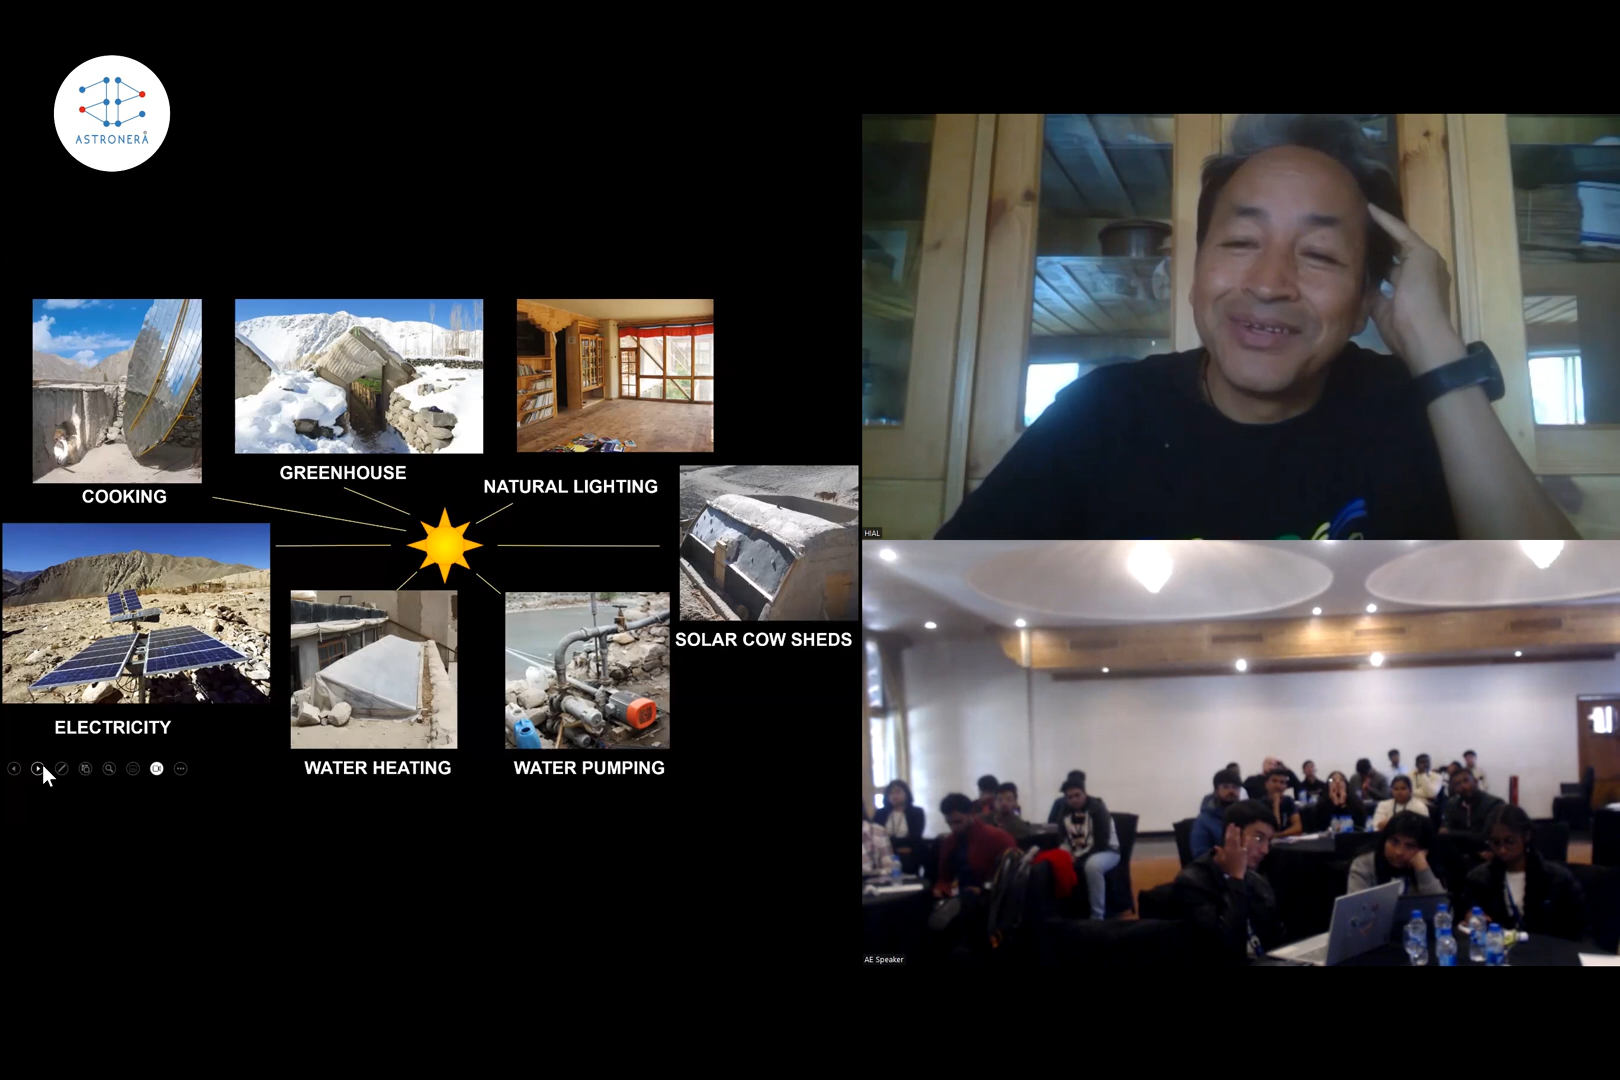 ASTRONERA
COOKING
GREENHOUSE
NATURAL LIGHTING
SOLAR COW SHEDS
ELECTRICITY
WATER HEATING
WATER PUMPING
HIAL
AE Speaker